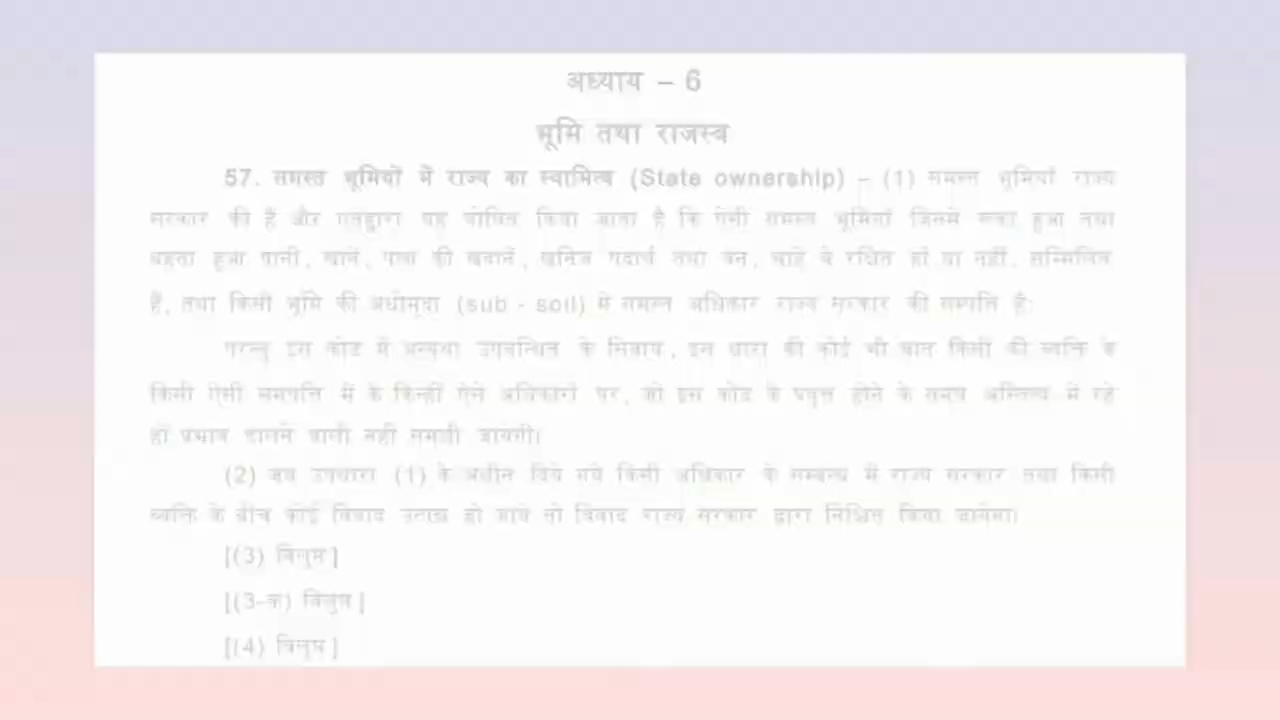 अध्याय – 6
भूमि तथा राजस्व
57. समस्त भूमियों में राज्य का स्वामित्व (State ownership) – (1) समस्त भूमियाँ राज्य
सरकार की हैं और एतद्द्वारा यह घोषित किया जाता है कि ऐसी समस्त भूमियाँ जिनमें रूका हुआ तथा
बहता हुआ पानी, खानें, पत्थर की खदानें, खनिज पदार्थ तथा वन, चाहे वे रक्षित हों या नहीं, सम्मिलित
हैं, तथा किसी भूमि की अधोमृदा (sub - soil) में समस्त अधिकार राज्य सरकार की सम्पत्ति है:
परन्तु इस कोड में अन्यथा उपबन्धित के सिवाय, इस धारा की कोई भी बात किसी की व्यक्ति के
किसी ऐसी समपत्ति में के किन्हीं ऐसे अधिकारों पर, जो इस कोड के प्रवृत्त होने के समय अस्तित्व में रहे
हों प्रभाव डालने वाली नहीं समझी जायेगी।
(2) जब उपधारा (1) के अधीन दिये गये किसी अधिकार के सम्बन्ध में राज्य सरकार तथा किसी
व्यक्ति के बीच कोई विवाद उत्पन्न हो जाये तो विवाद राज्य सरकार द्वारा निश्चित किया जायेगा।
[(3) विलुप्त]
[(3-क) विलुप्त]
[(4) विलुप्त]